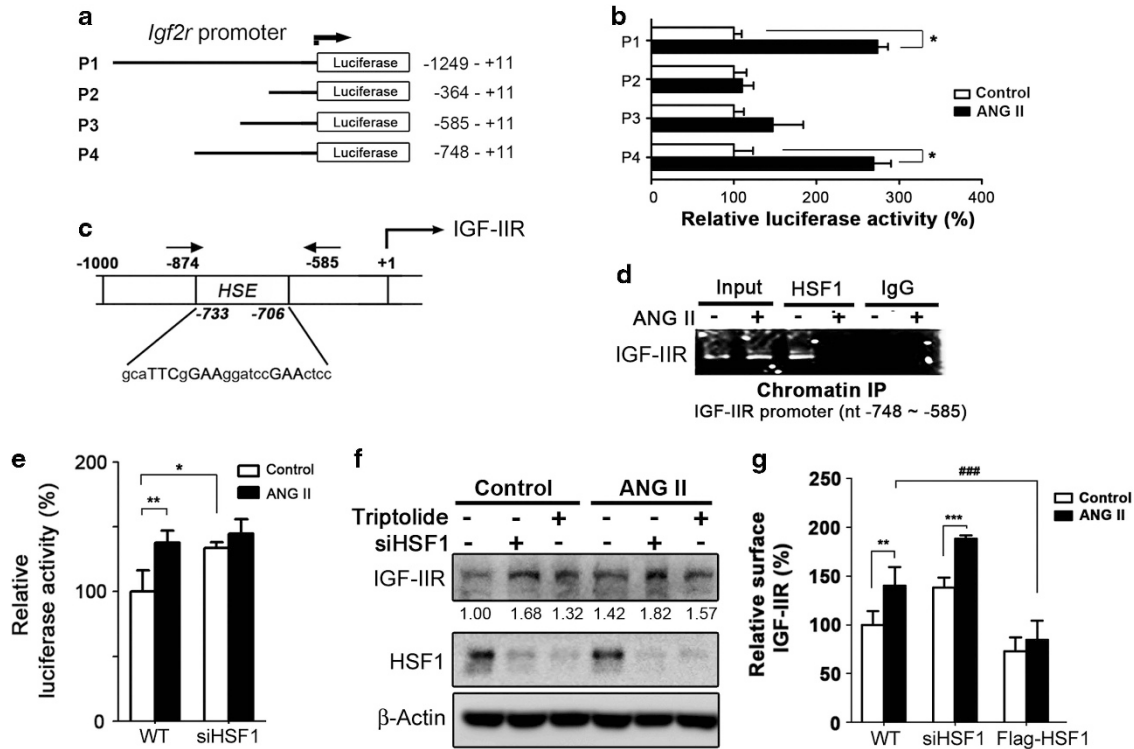 a
Igf2r promoter
P1 Luciferase -1249 - +11
P2 Luciferase -364 - +11
P3 Luciferase -585 - +11
P4 Luciferase -748 - +11
b
P1
P2
P3
P4
*
*
Control
ANG II
0 100 200 300 400
Relative luciferase activity (%)
c
IGF-IIR
-1000 -874 -585 +1
HSE
-733 -706
gcaTTCgGAAggatccGAActcc
d
Input HSF1 IgG
ANG II - + - + - +
IGF-IIR
Chromatin IP
IGF-IIR promoter (nt -748 ~ -585)
e
Relative
luciferase activity (%)
200
100
0
**
*
Control
ANG II
WT siHSF1
f
Control ANG II
Triptolide - - + - - +
siHSF1 - + - - + -
IGF-IIR
1.00 1.68 1.32 1.42 1.82 1.57
HSF1
β-Actin
g
Relative surface
IGF-IIR (%)
250
200
150
100
50
0
**
***
###
Control
ANG II
WT siHSF1 Flag-HSF1